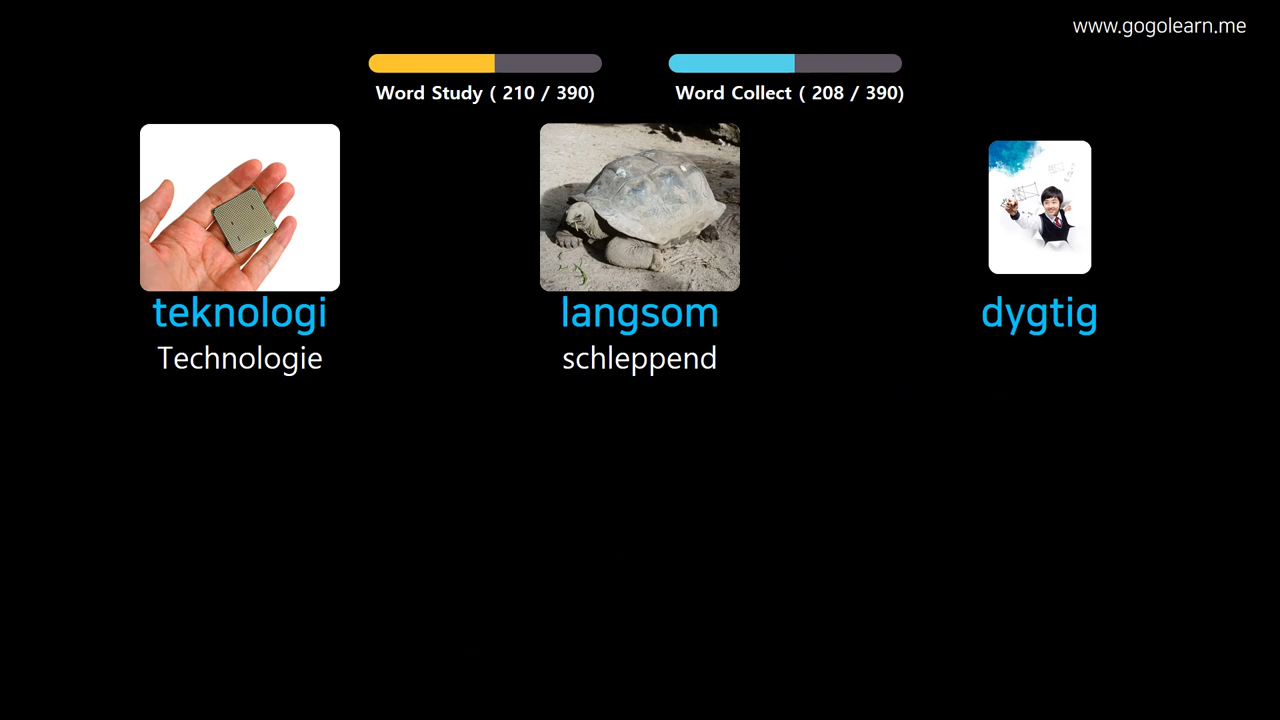 www.gogolearn.me
Word Study ( 210 / 390)
Word Collect ( 208 / 390)
teknologi
langsom
dygtig
Technologie
schleppend